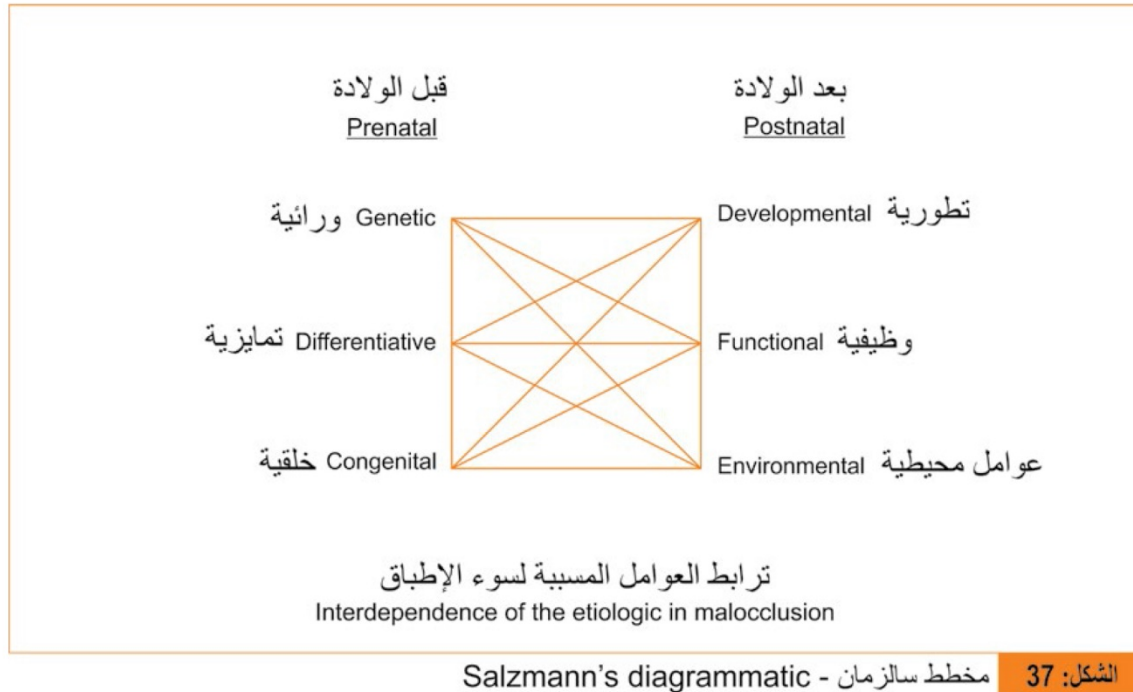 قبل الولادة
Prenatal
بعد الولادة
Postnatal
وراثية Genetic
Developmental تطورية
تمايزية Differentiative
Functional وظيفية
خلقية Congenital
Environmental عوامل محيطية
ترابط العوامل المسببة لسوء الإطباق
Interdependence of the etiologic in malocclusion
الشكل: 37 مخطط سالزمان - Salzmann's diagrammatic